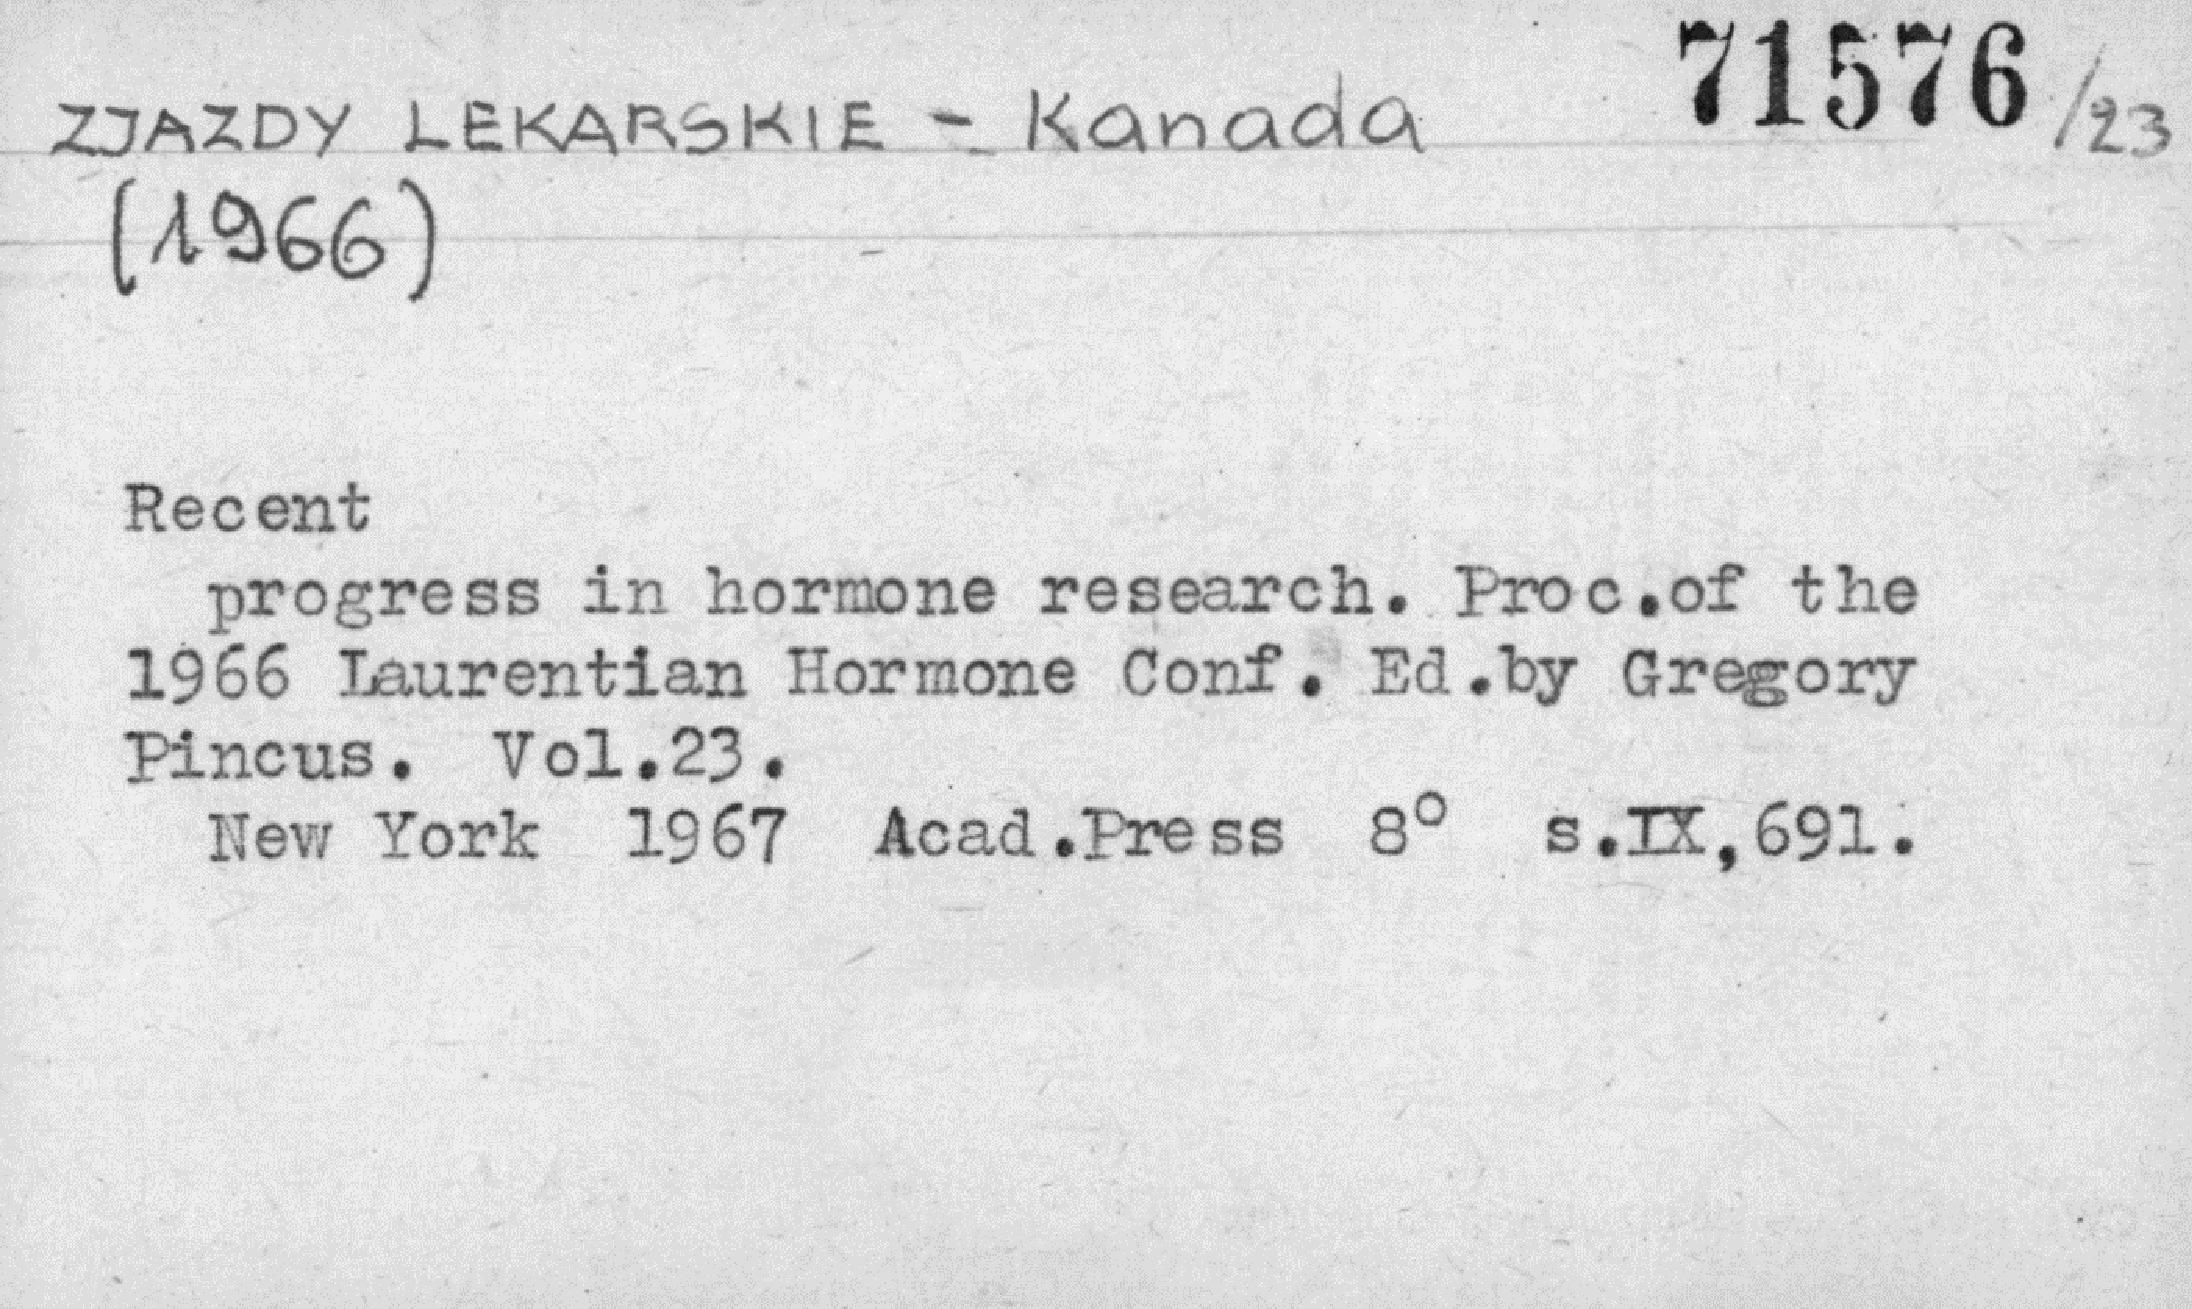 71576/23
ZJAZDY LEKARSKIE - Kanada
(1966)
Recent
progress in hormone research. Proc.of the
1966 Laurentian Hormone Conf. Ed.by Gregory
Pincus. Vol.23.
New York 1967 Acad.Press 8° s.IX,691.